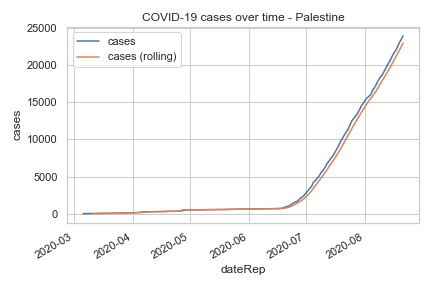 COVID-19 cases over time - Palestine
25000
20000
15000
10000
5000
0
cases
cases
cases (rolling)
2020-03
2020-04
2020-05
2020-06
2020-07
2020-08
dateRep